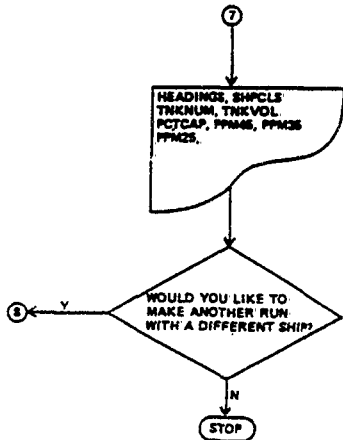 7
HEADINGS, SHPCLS
TNKNUM, TNKVOL
PCTCAP, PPM45, PPM35
PPM25,
WOULD YOU LIKE TO
MAKE ANOTHER RUN
WITH A DIFFERENT SHIP?
8
Y
N
STOP